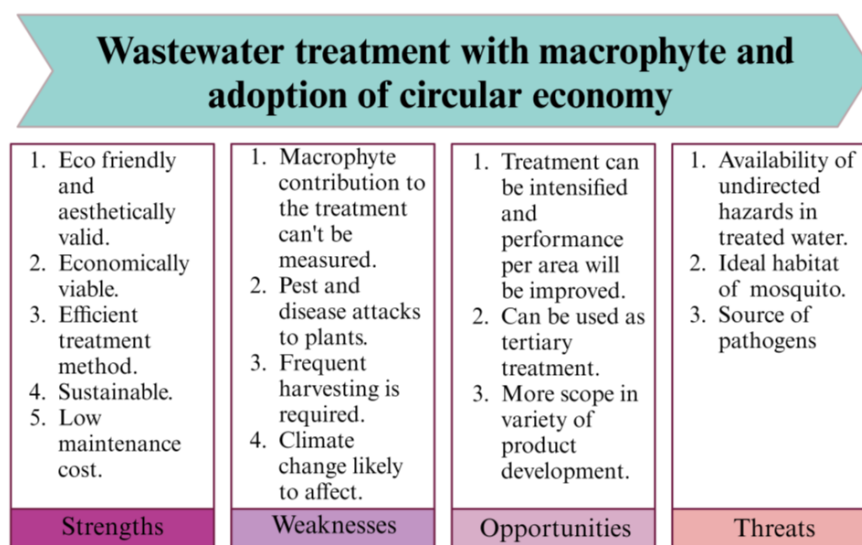 Wastewater treatment with macrophyte and
adoption of circular economy
1. Eco friendly
and
aesthetically
valid.
2. Economically
viable.
3. Efficient
treatment
method.
4. Sustainable.
5. Low
maintenance
cost.
Strengths
1. Macrophyte
contribution to
the treatment
can't be
measured.
2. Pest and
disease attacks
to plants.
3. Frequent
harvesting is
required.
4. Climate
change likely
to affect.
Weaknesses
1. Treatment can
be intensified
and
performance
per area will
be improved.
2. Can be used as
tertiary
treatment.
3. More scope in
variety of
product
development.
Opportunities
1. Availability of
undirected
hazards in
treated water.
2. Ideal habitat
of mosquito.
3. Source of
pathogens
Threats